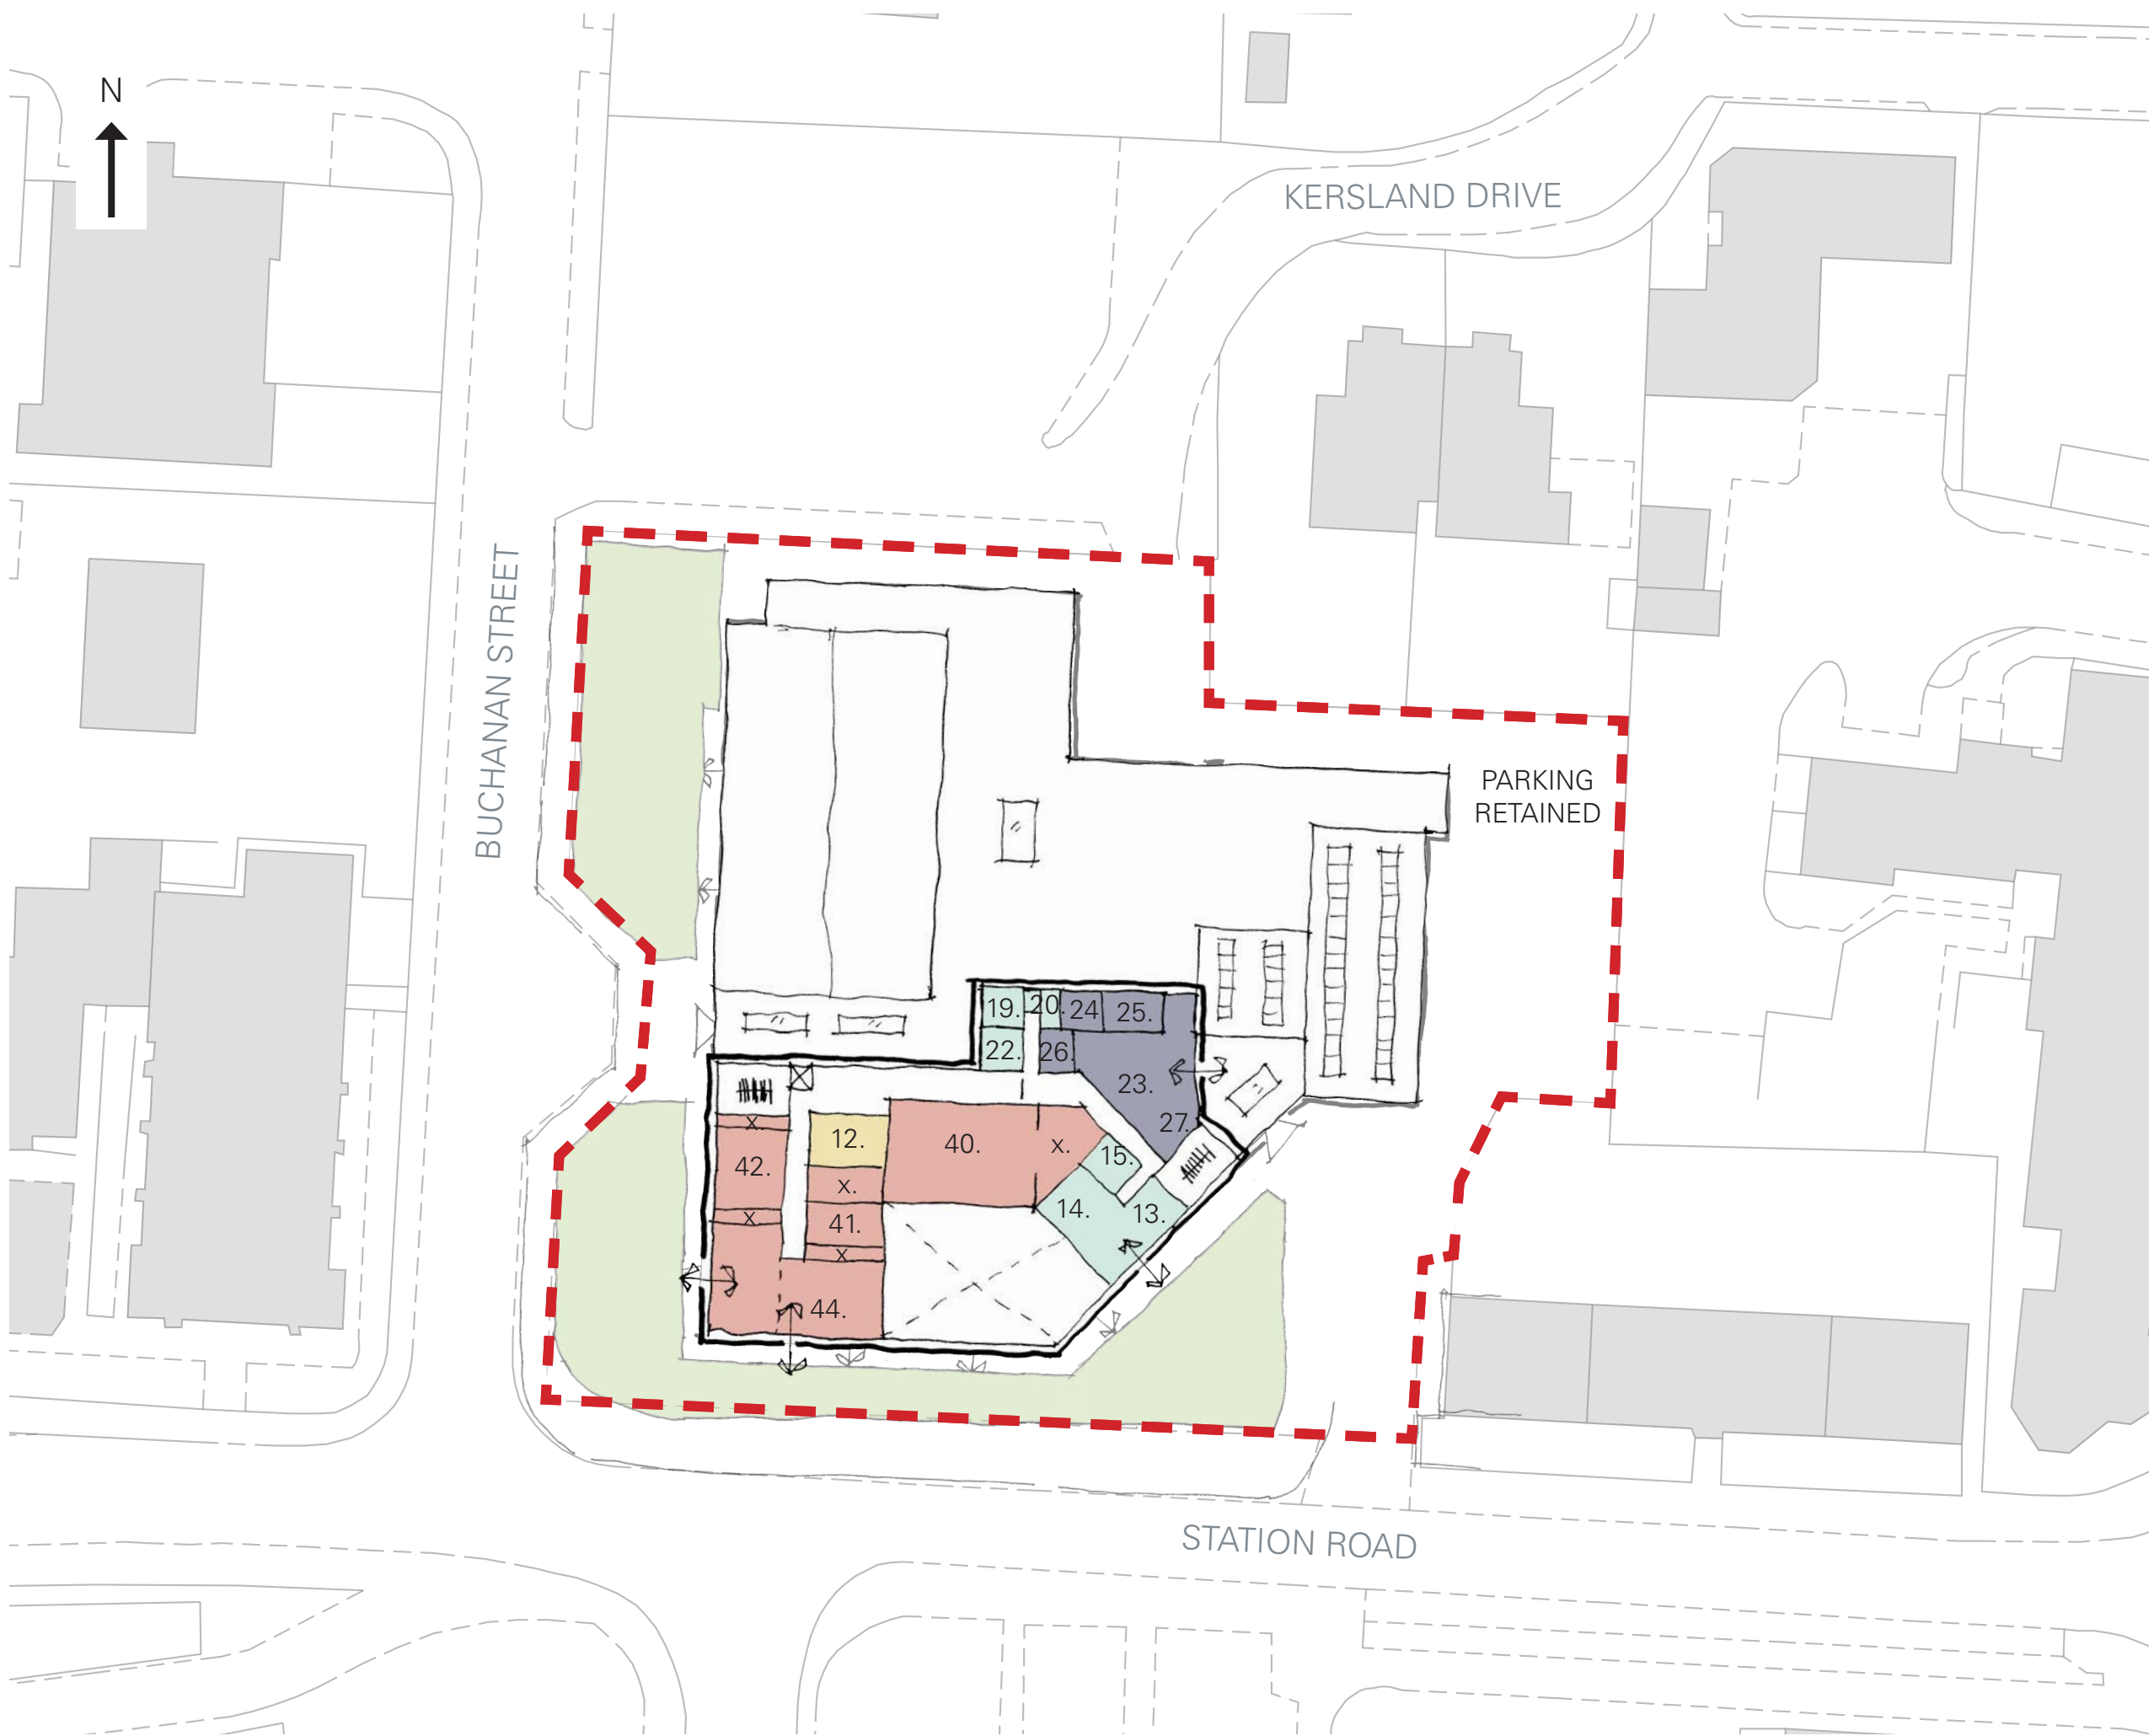 N
KERSLAND DRIVE
BUCHANAN STREET
PARKING
RETAINED
19.
20.
24
25.
22.
26.
23.
27.
x
12.
40.
x.
15.
42.
x.
14.
13.
x
41.
x
44.
STATION ROAD